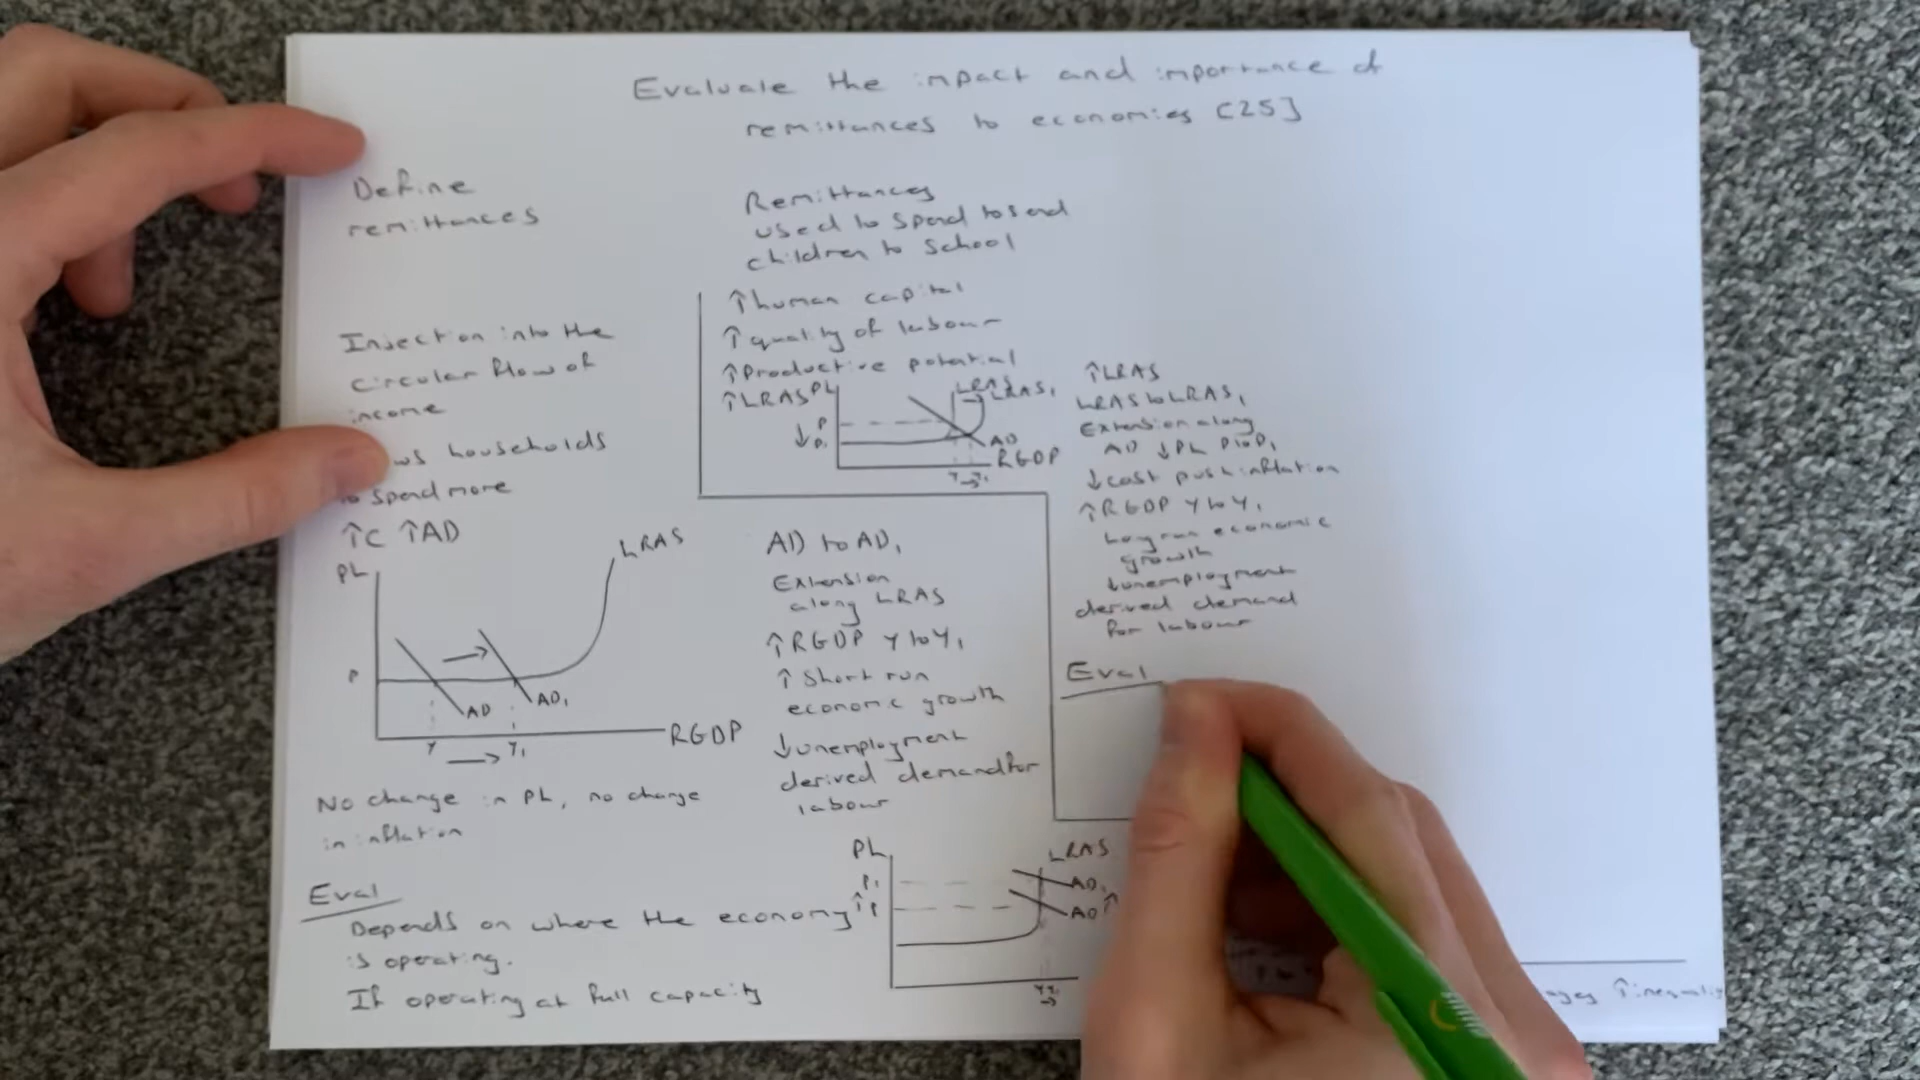 Evaluate the impact and importance of
remittances to economies [25]
Define
remittances
Injection into the
circular flow of
income
ws households
to spend more
↑C ↑AD
PL
LRAS
P
AD
AD₁
RGDP
Y
Y₁
No change in PL, no change
in inflation
Eval
Depends on where the economy
is operating.
If operating at full capacity
Remittances
used to spend to send
children to school
↑human capital
↑quality of labour
↑Productive potential
↑LRAS
PL
LRAS
LRAS₁
P
↓P₁
AD
RGDP
Y → Y₁
AD to AD₁
Extension
along LRAS
↑RGDP Y to Y₁
↑Short run
economic growth
↓unemployment
derived demand for
labour
PL
LRAS
P₁
↑P
AD₁
AD↑
Y Y₁
↑LRAS
LRAS to LRAS₁
Extension along
AD ↓PL P to P₁
↓cost push inflation
↑RGDP Y to Y₁
Long run economic
growth
↓unemployment
derived demand
for labour
Eval